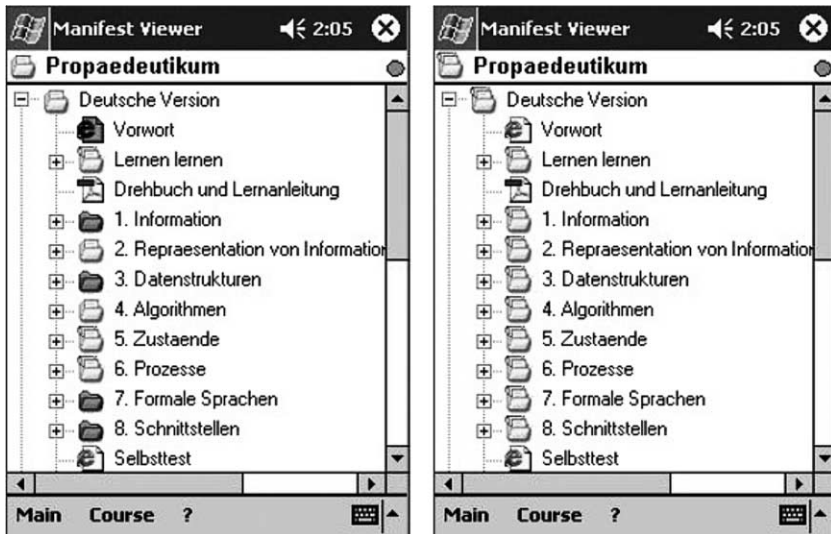 Manifest Viewer 2:05
Propaedeutikum
Deutsche Version
Vorwort
Lernen lernen
Drehbuch und Lernanleitung
1. Information
2. Repraesentation von Information
3. Datenstrukturen
4. Algorithmen
5. Zustaende
6. Prozesse
7. Formale Sprachen
8. Schnittstellen
Selbsttest
Main Course ?
Manifest Viewer 2:05
Propaedeutikum
Deutsche Version
Vorwort
Lernen lernen
Drehbuch und Lernanleitung
1. Information
2. Repraesentation von Information
3. Datenstrukturen
4. Algorithmen
5. Zustaende
6. Prozesse
7. Formale Sprachen
8. Schnittstellen
Selbsttest
Main Course ?